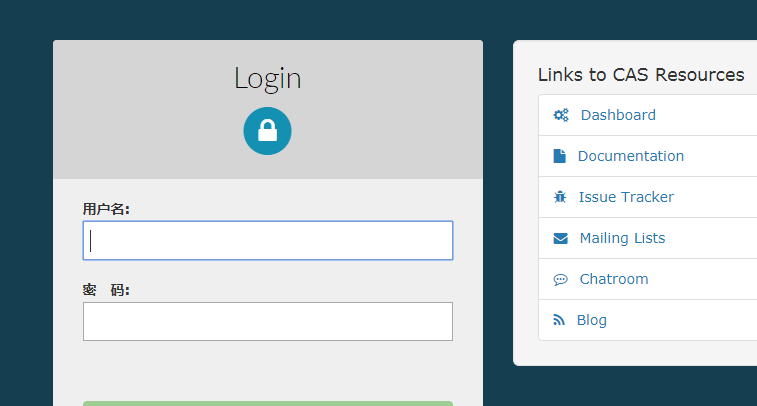 Login
用户名:
密　码:
Links to CAS Resources
Dashboard
Documentation
Issue Tracker
Mailing Lists
Chatroom
Blog